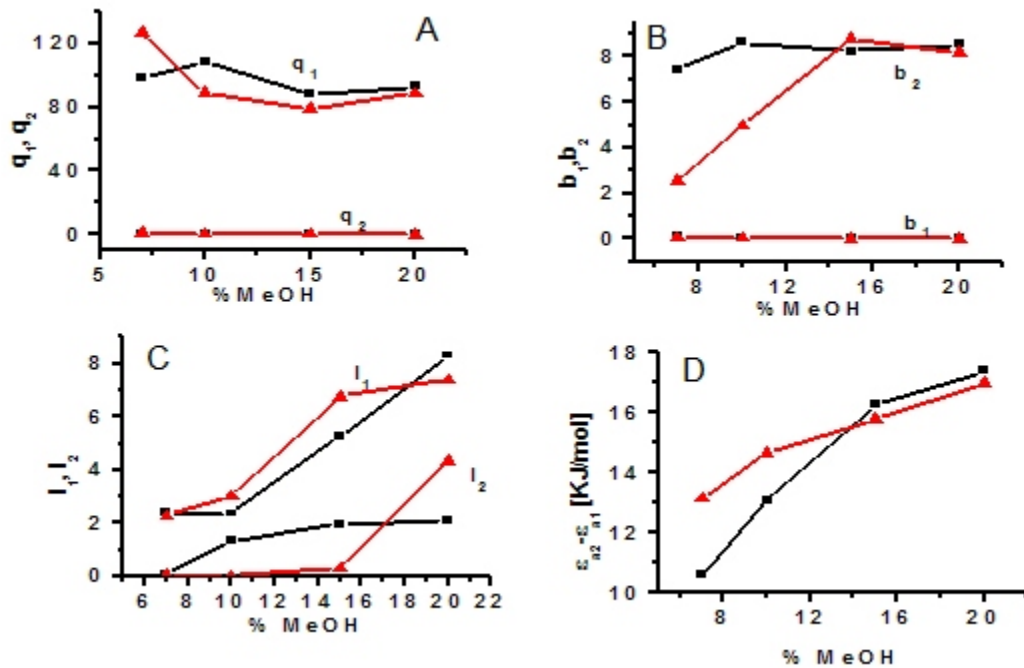 A
120
80
40
0
q₁, q₂
q₁
q₂
5 10 15 20
% MeOH
B
8
6
4
2
0
b₁, b₂
b₂
b₁
8 12 16 20
% MeOH
C
8
6
4
2
0
I₁, I₂
I₁
I₂
6 8 10 12 14 16 18 20 22
% MeOH
D
18
16
14
12
10
εₐ₂-εₐ₁ [KJ/mol]
8 12 16 20
% MeOH